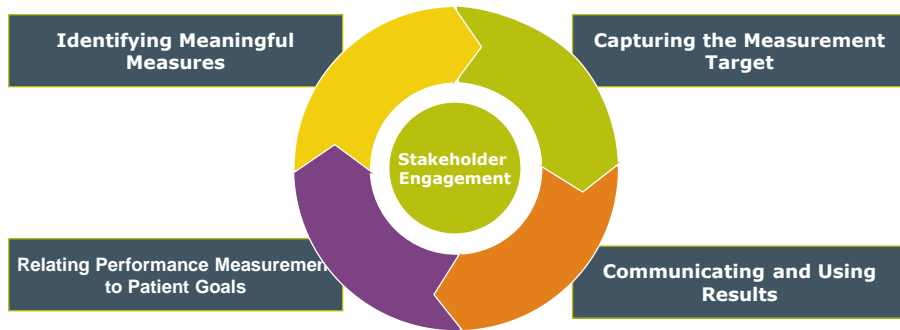 Identifying Meaningful
Measures
Capturing the Measurement
Target
Stakeholder
Engagement
Relating Performance Measuremen
to Patient Goals
Communicating and Using
Results